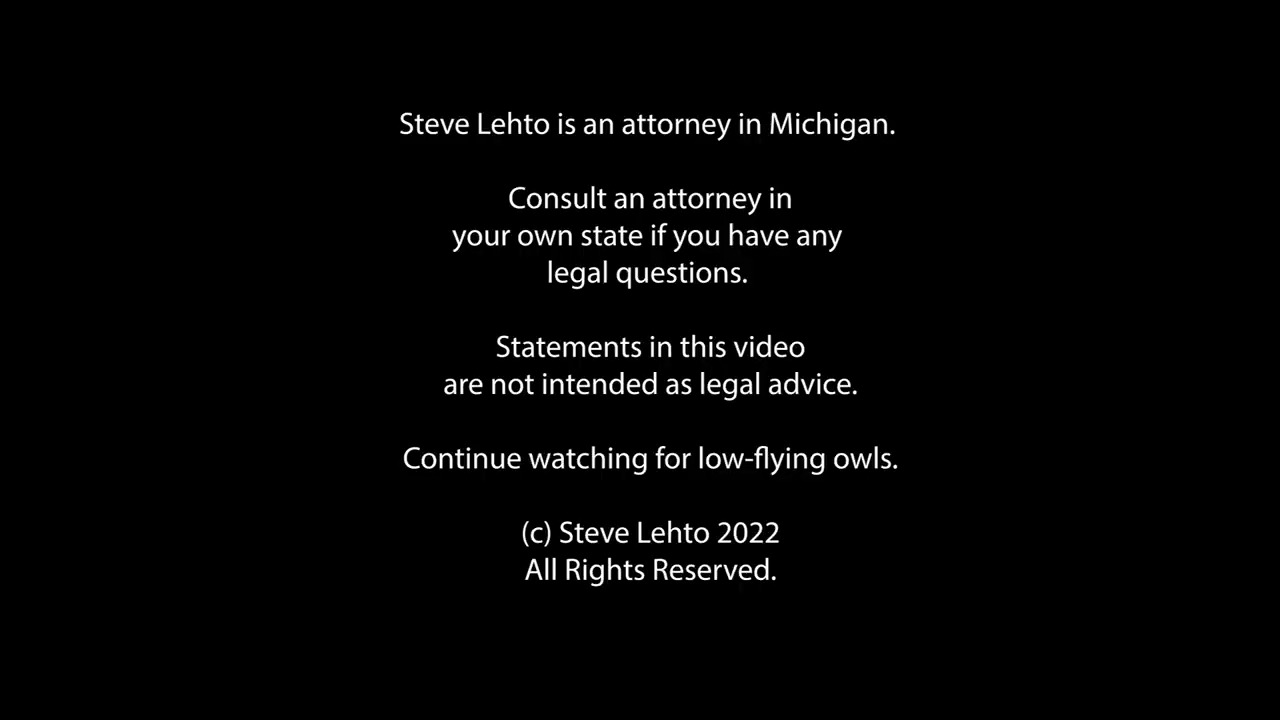 Steve Lehto is an attorney in Michigan.
Consult an attorney in
your own state if you have any
legal questions.
Statements in this video
are not intended as legal advice.
Continue watching for low-flying owls.
(c) Steve Lehto 2022
All Rights Reserved.